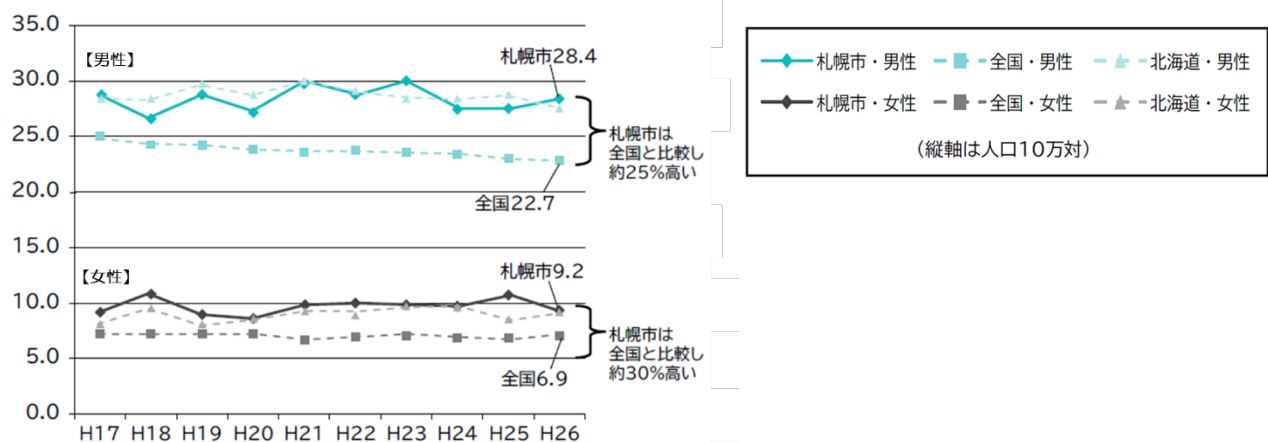 35.0
【男性】
札幌市28.4
30.0
25.0
札幌市は
全国と比較し
約25%高い
20.0
全国22.7
15.0
【女性】
札幌市9.2
10.0
札幌市は
全国と比較し
約30%高い
5.0
全国6.9
0.0
H17 H18 H19 H20 H21 H22 H23 H24 H25 H26
札幌市・男性 全国・男性 北海道・男性
札幌市・女性 全国・女性 北海道・女性
（縦軸は人口10万対）